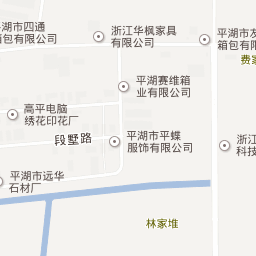 平湖市四通
箱包有限公司
浙江华枫家具
有限公司
平湖市友
箱包有限
费家
平湖赛维箱
业有限公司
高平电脑
绣花印花厂
段墅路
平湖市平蝶
服饰有限公司
浙江
科技
平湖市远华
石材厂
林家堆